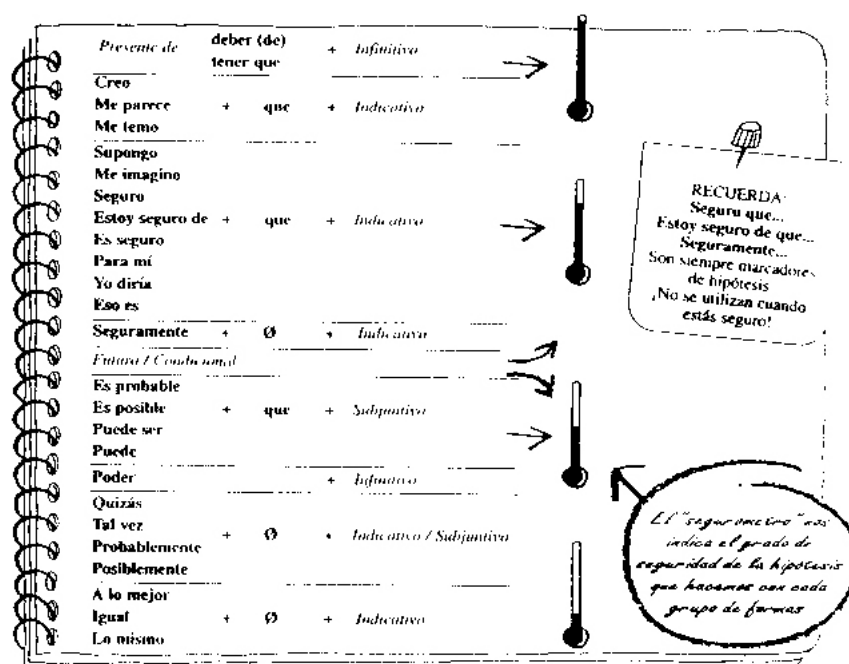 Presente de deber (de) + Infinitivo
tener que
Creo
Me parece + que + Indicativo
Me temo
Supongo
Me imagino
Seguro
Estoy seguro de + que + Indicativo
Es seguro
Para mí
Yo diría
Eso es
Seguramente + Ø + Indicativo
Futuro / Condicional
Es probable
Es posible + que + Subjuntivo
Puede ser
Puede
Poder + Infinitivo
Quizás
Tal vez + Ø + Indicativo / Subjuntivo
Probablemente
Posiblemente
A lo mejor
Igual + Ø + Indicativo
Lo mismo
RECUERDA:
Seguro que...
Estoy seguro de que...
Seguramente...
Son siempre marcadores
de hipótesis
¡No se utilizan cuando
estás seguro!
El "segurómetro" nos
indica el grado de
seguridad de la hipótesis
que hacemos con cada
grupo de formas